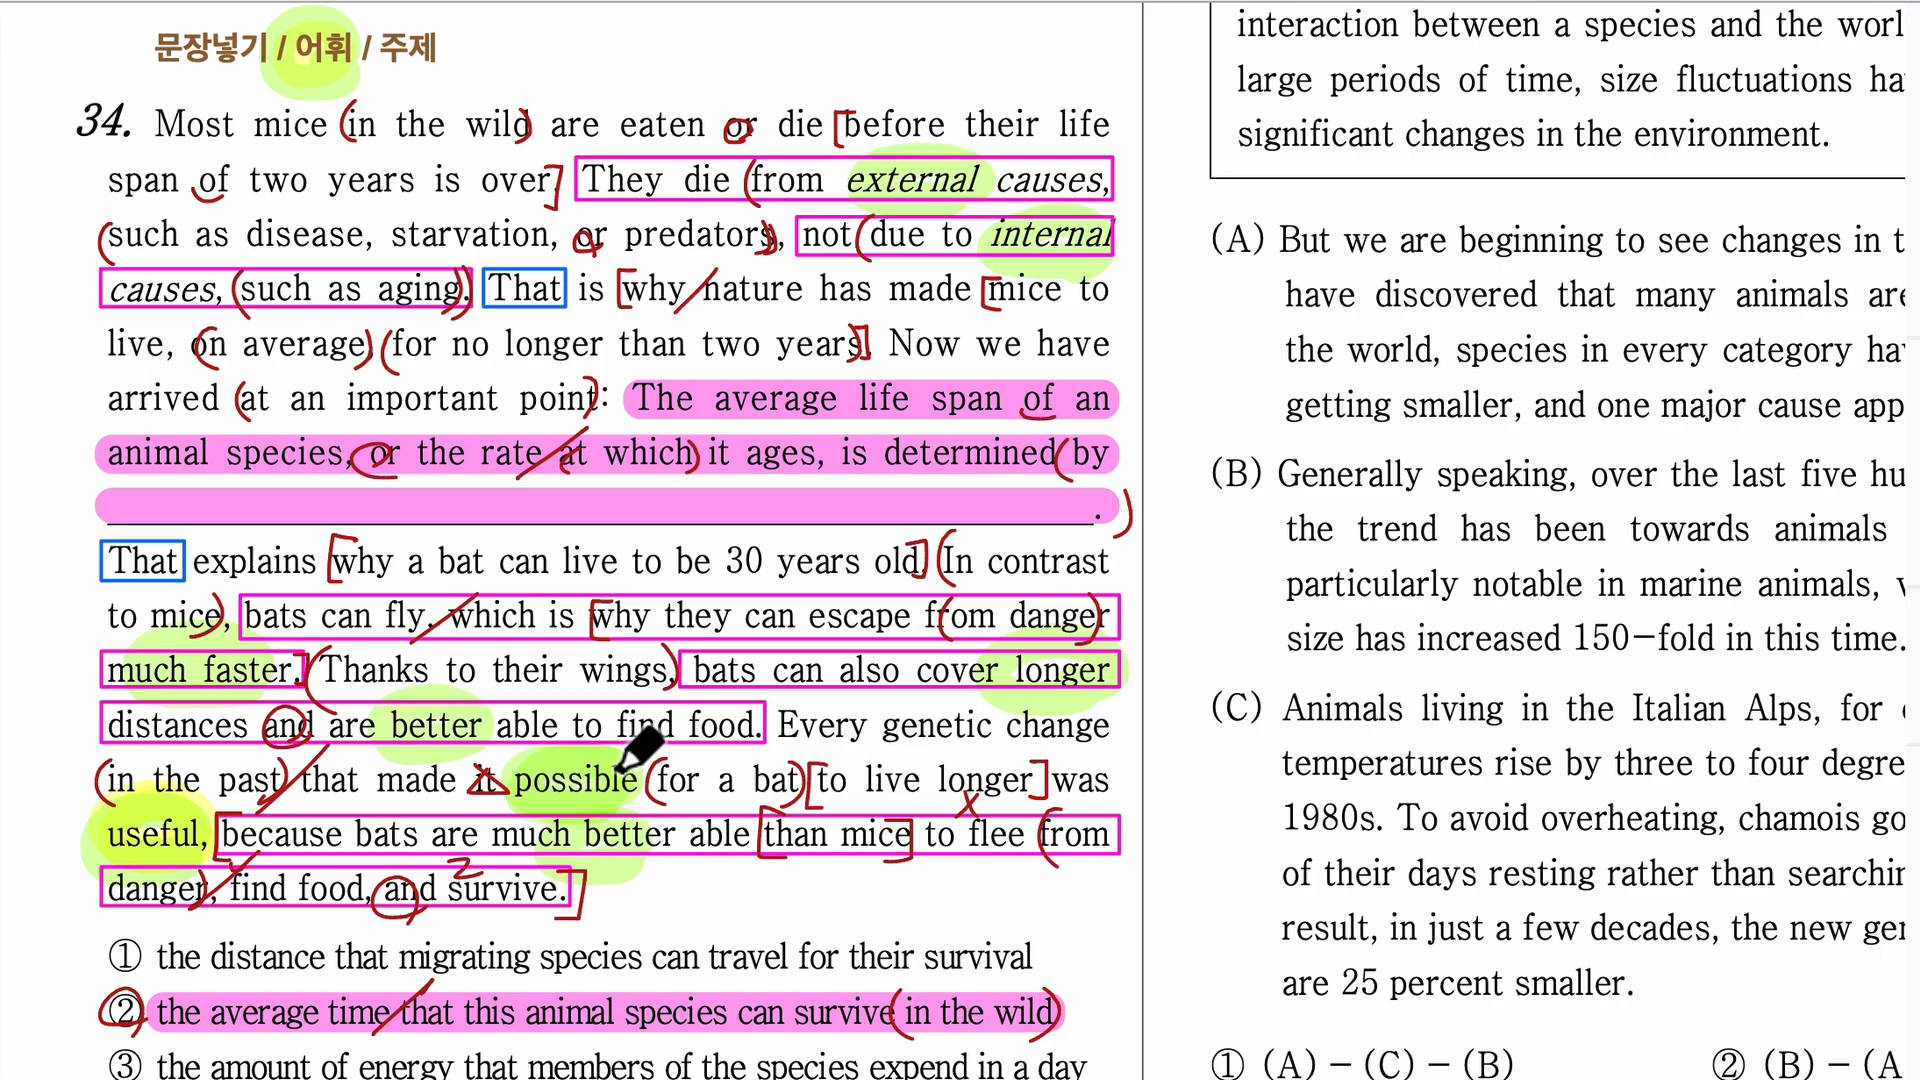 문장넣기 / 어휘 / 주제
34. Most mice in the wild are eaten or die before their life
span of two years is over. They die from external causes,
such as disease, starvation, or predators, not due to internal
causes, such as aging. That is why nature has made mice to
live, on average, for no longer than two years. Now we have
arrived at an important point: The average life span of an
animal species, or the rate at which it ages, is determined by
.
That explains why a bat can live to be 30 years old. In contrast
to mice, bats can fly, which is why they can escape from danger
much faster. Thanks to their wings, bats can also cover longer
distances and are better able to find food. Every genetic change
in the past that made it possible for a bat to live longer was
useful, because bats are much better able than mice to flee from
danger, find food, and survive.
① the distance that migrating species can travel for their survival
② the average time that this animal species can survive in the wild
③ the amount of energy that members of the species expend in a day
interaction between a species and the worl
large periods of time, size fluctuations ha
significant changes in the environment.
(A) But we are beginning to see changes in t
have discovered that many animals are
the world, species in every category ha
getting smaller, and one major cause app
(B) Generally speaking, over the last five hu
the trend has been towards animals
particularly notable in marine animals,
size has increased 150-fold in this time.
(C) Animals living in the Italian Alps, for
temperatures rise by three to four degre
1980s. To avoid overheating, chamois go
of their days resting rather than searchin
result, in just a few decades, the new ger
are 25 percent smaller.
① (A) - (C) - (B)
② (B) - (A